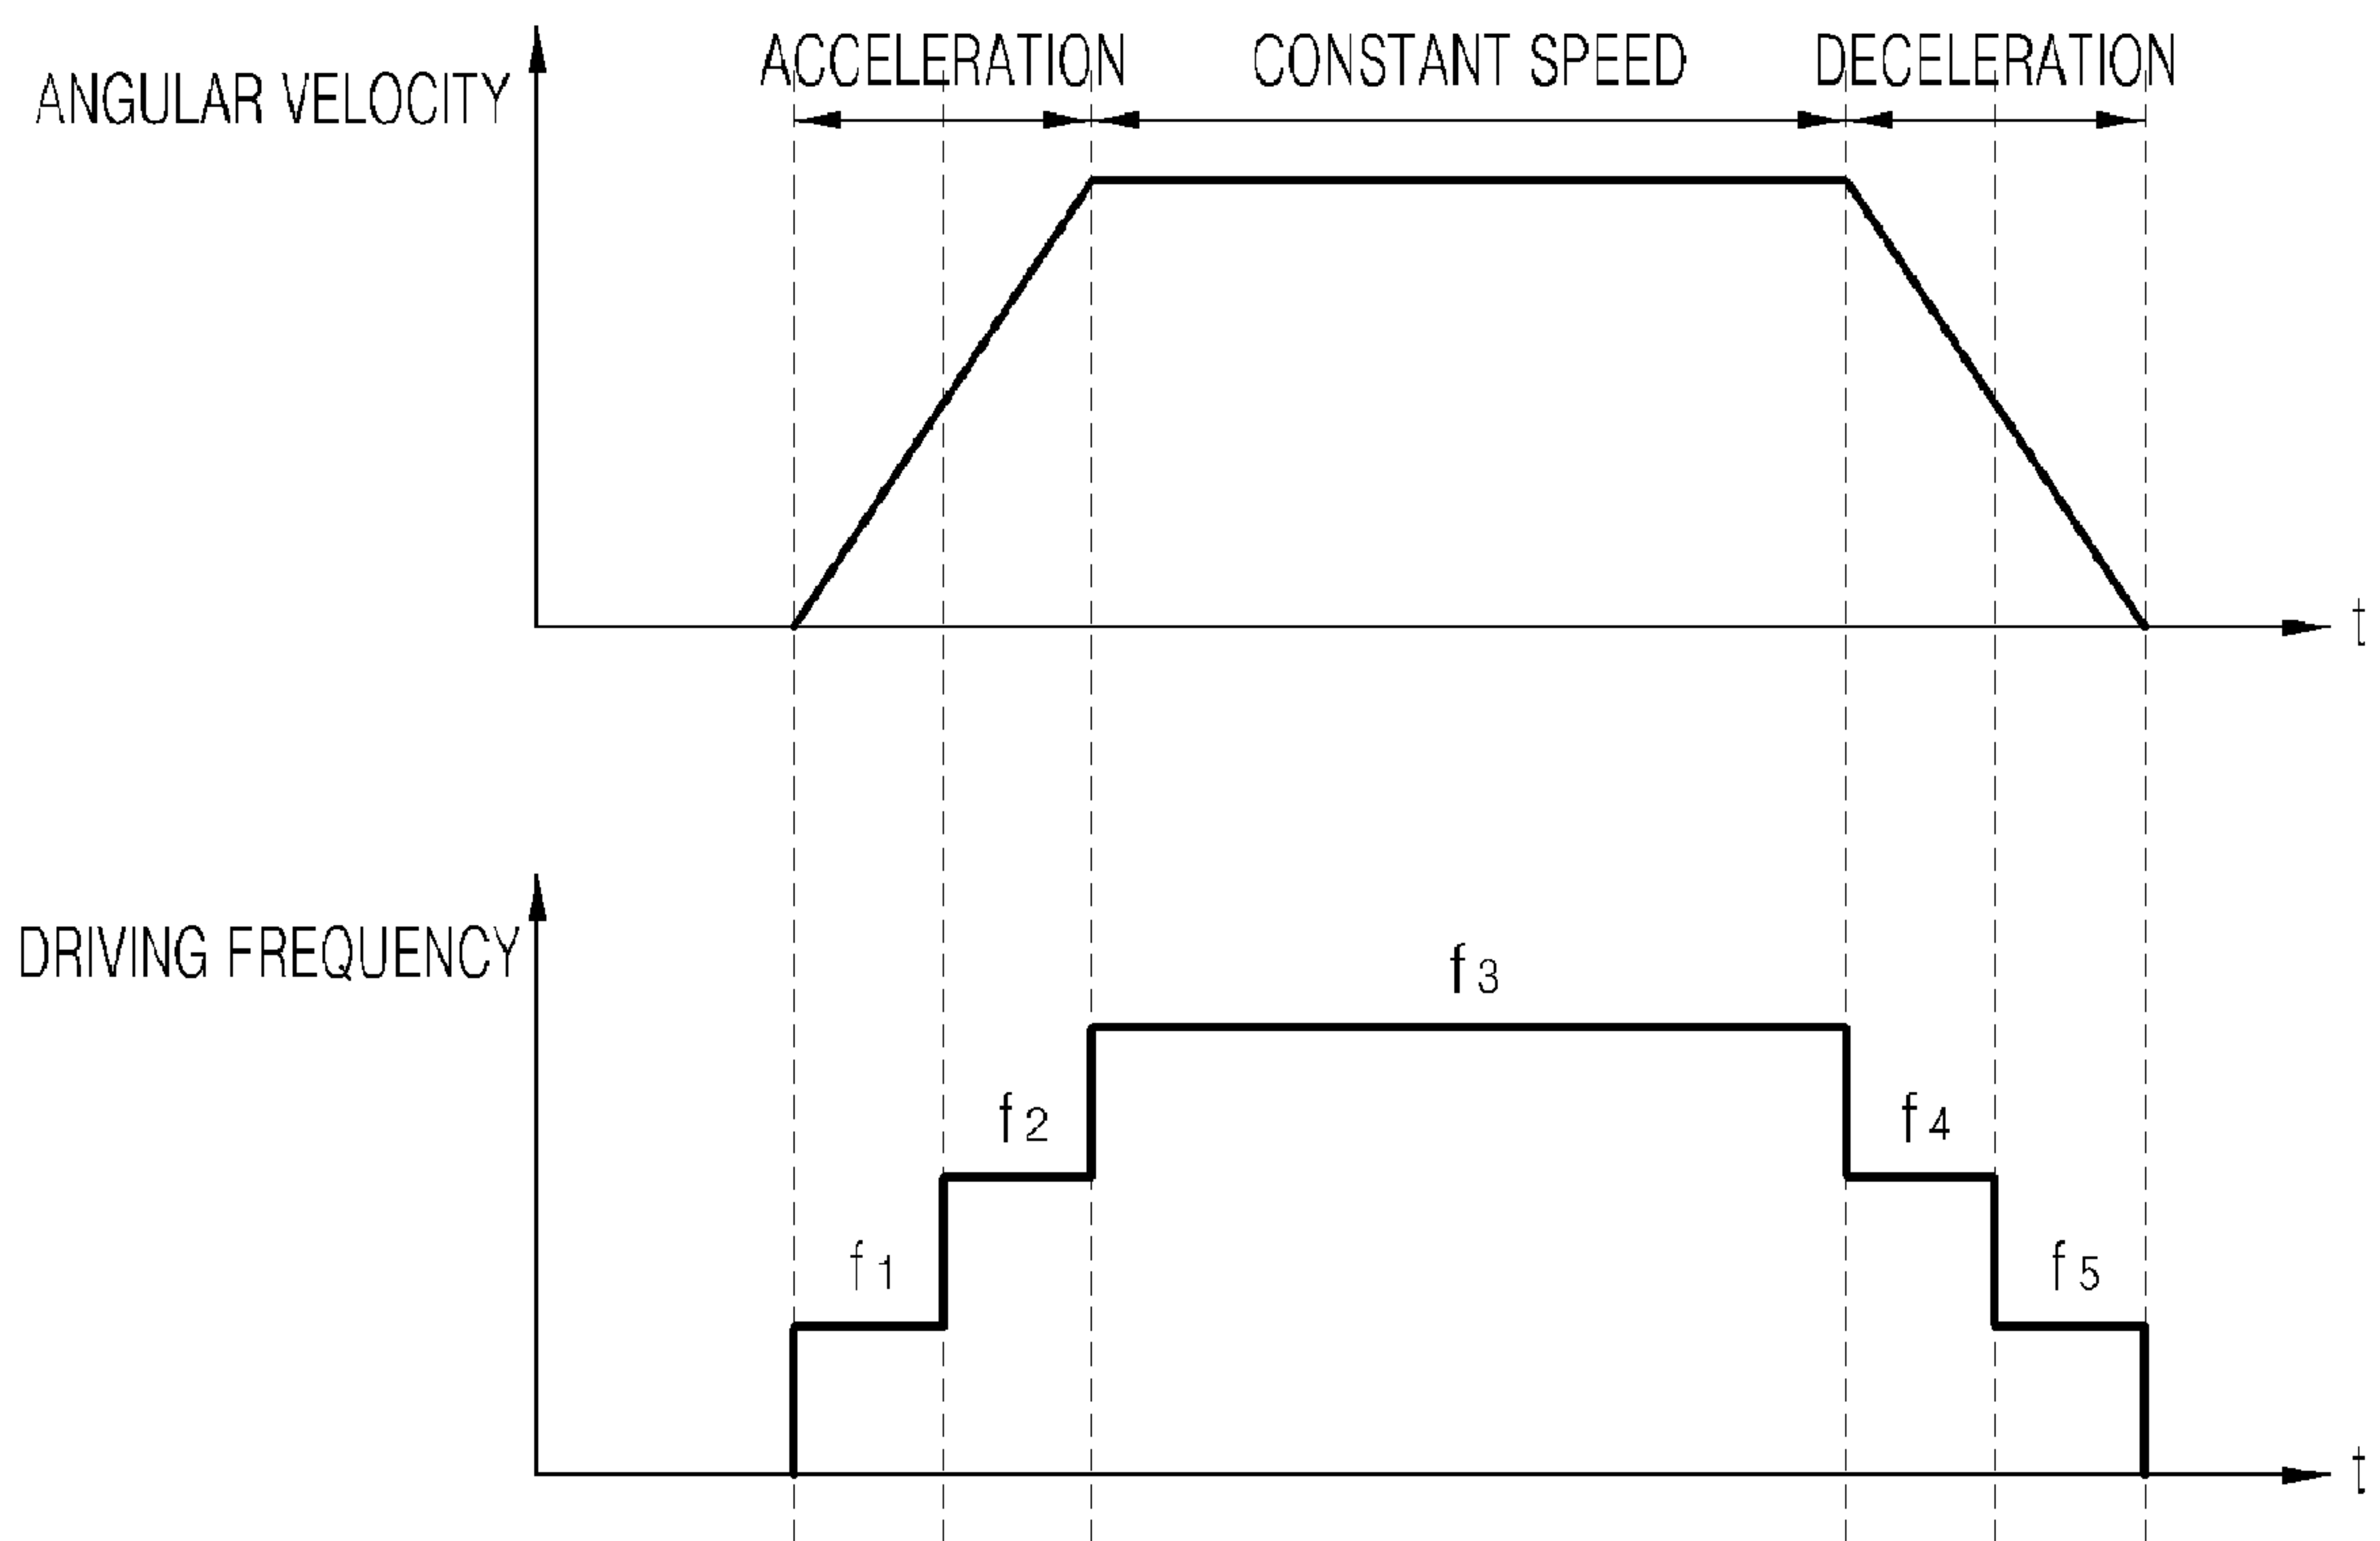 ACCELERATION CONSTANT SPEED DECELERATION
ANGULAR VELOCITY
t
DRIVING FREQUENCY
f3
f2 f4
f1 f5
t